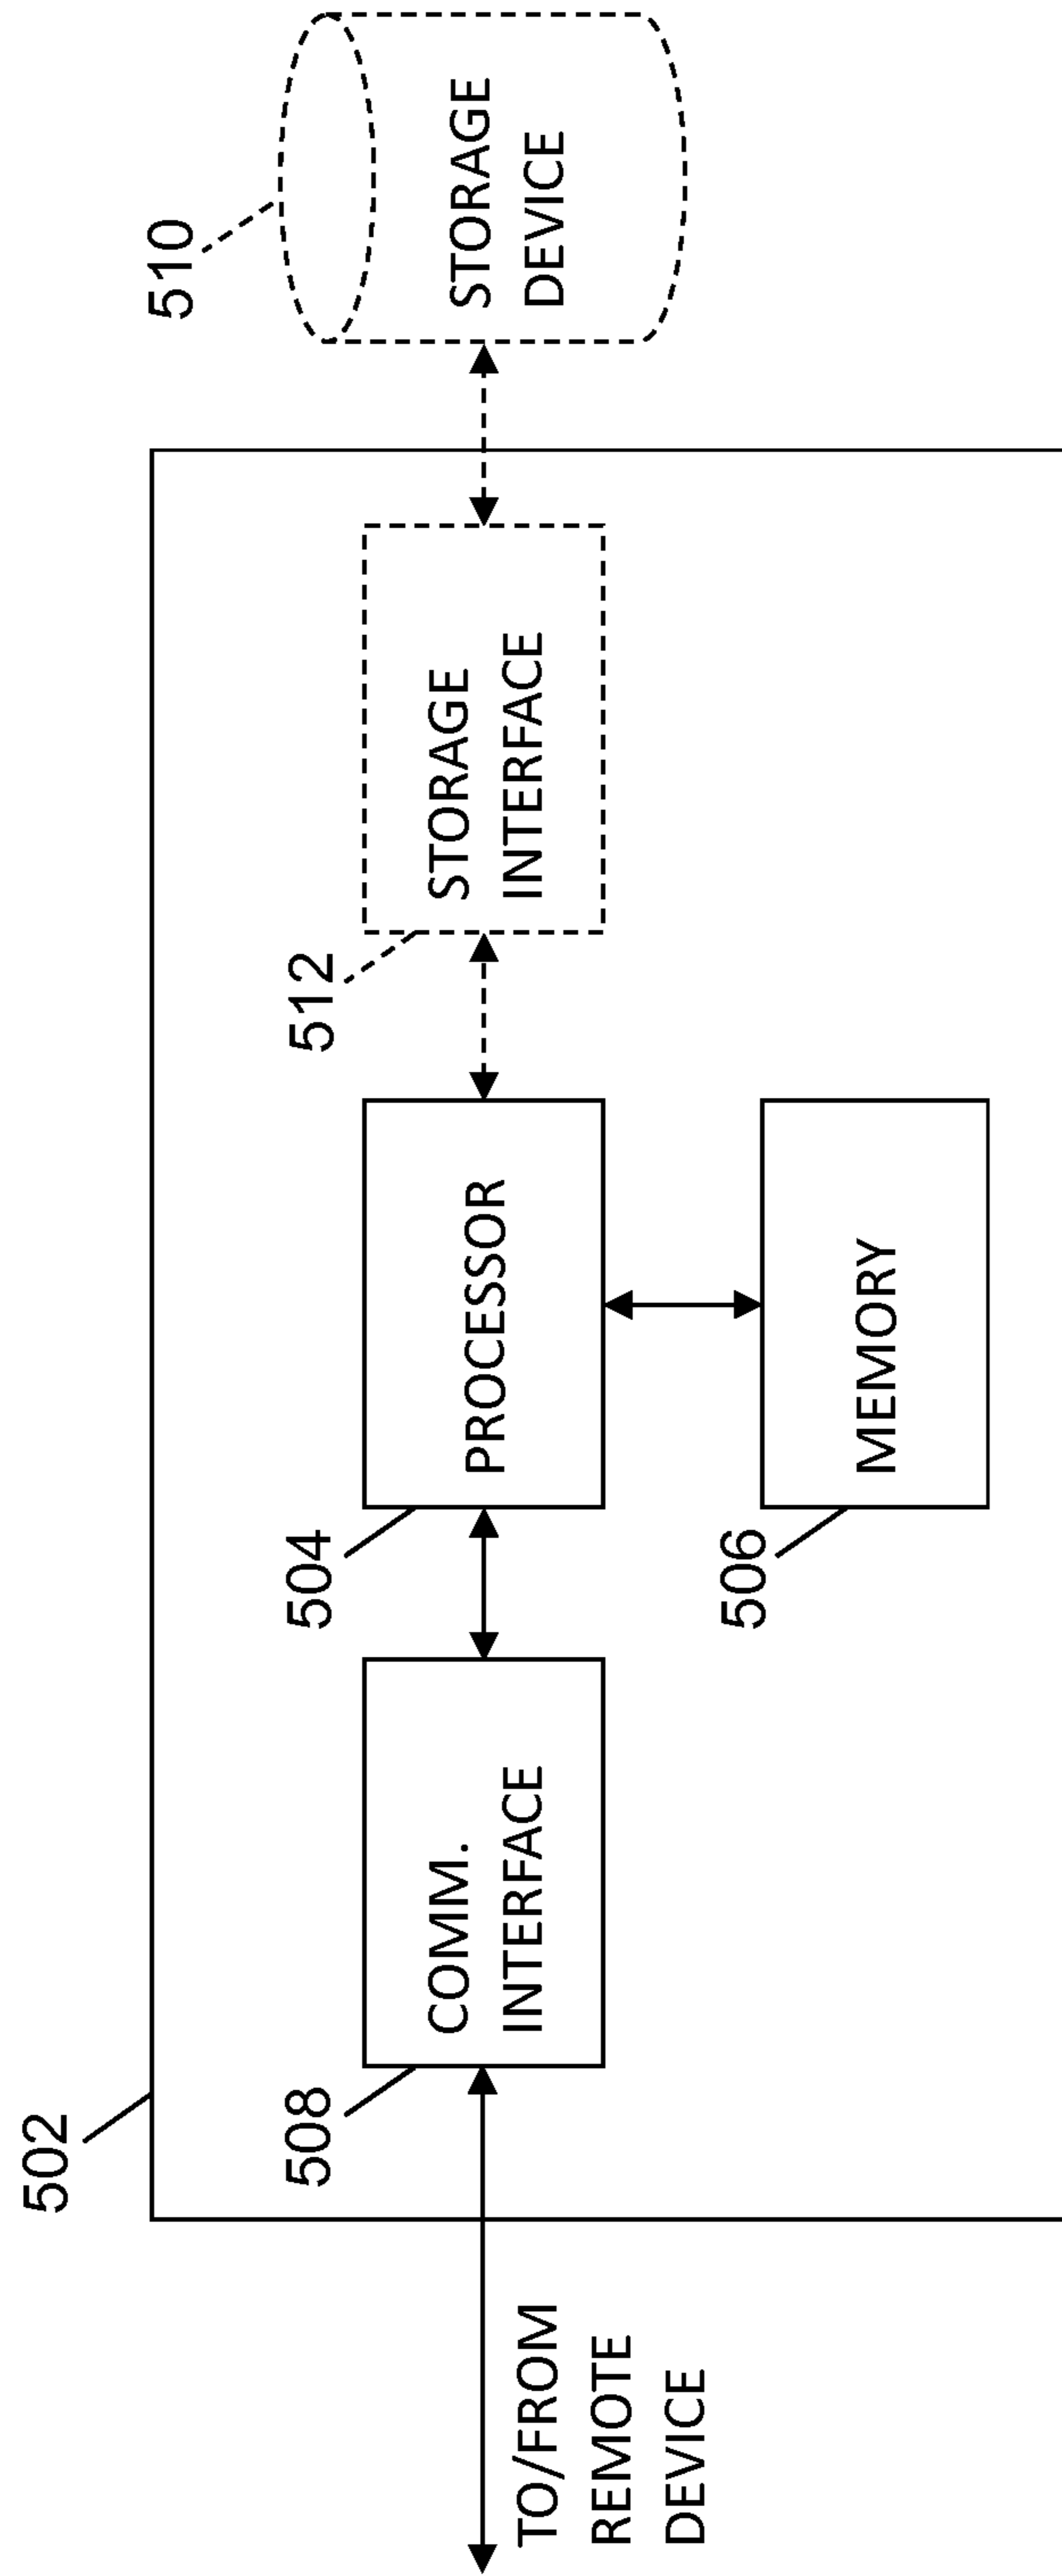 502
508
COMM.
INTERFACE
504
PROCESSOR
506
MEMORY
512
STORAGE
INTERFACE
510
STORAGE
DEVICE
TO/FROM
REMOTE
DEVICE